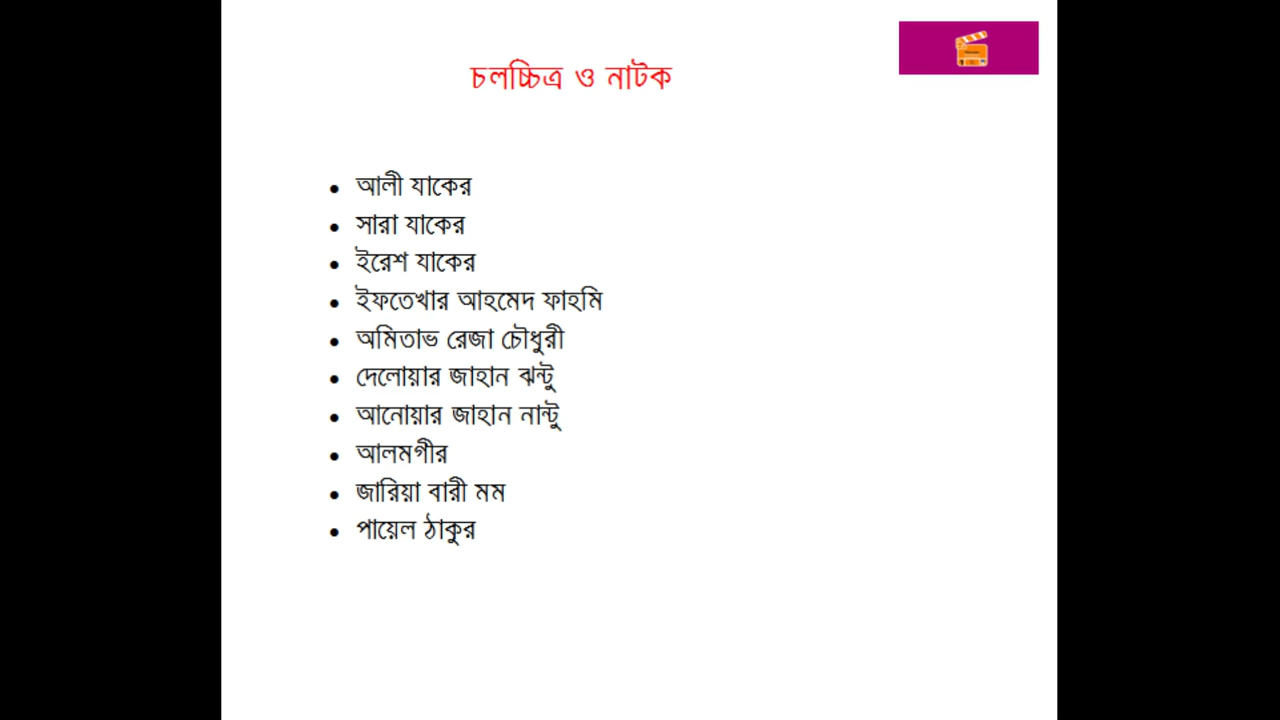 চলচ্চিত্র ও নাটক
• আলী যাকের
• সারা যাকের
• ইরেশ যাকের
• ইফতেখার আহমেদ ফাহমি
• অমিতাভ রেজা চৌধুরী
• দেলোয়ার জাহান ঝন্টু
• আনোয়ার জাহান নান্টু
• আলমগীর
• জারিয়া বারী মম
• পায়েল ঠাকুর